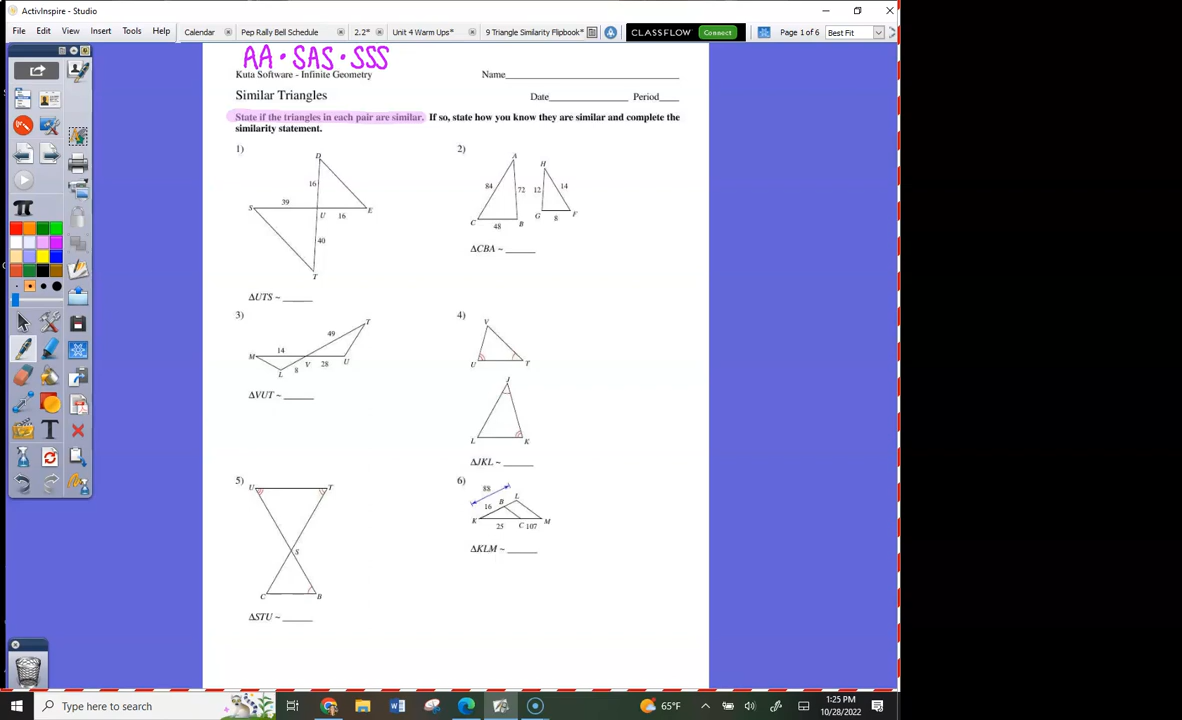 ActivInspire - Studio
File Edit View Insert Tools Help Calendar Pep Rally Bell Schedule 2.2* Unit 4 Warm Ups* 9 Triangle Similarity Flipbook* CLASSFLOW Connect Page 1 of 6 Best Fit
AA • SAS • SSS
Kuta Software - Infinite Geometry Name
Similar Triangles Date Period
State if the triangles in each pair are similar. If so, state how you know they are similar and complete the
similarity statement.
1)
D
16
39
S
U
16
E
40
T
ΔUTS ~
2)
A
H
84
72
12
14
C
48
B
G
8
F
ΔCBA ~
3)
T
49
14
M
V
28
U
L
8
ΔVUT ~
4)
V
U
T
J
L
K
ΔJKL ~
5)
U
T
S
C
B
ΔSTU ~
6)
88
B
L
16
K
25
C
107
M
ΔKLM ~
T
Type here to search
65°F
1:25 PM
10/28/2022